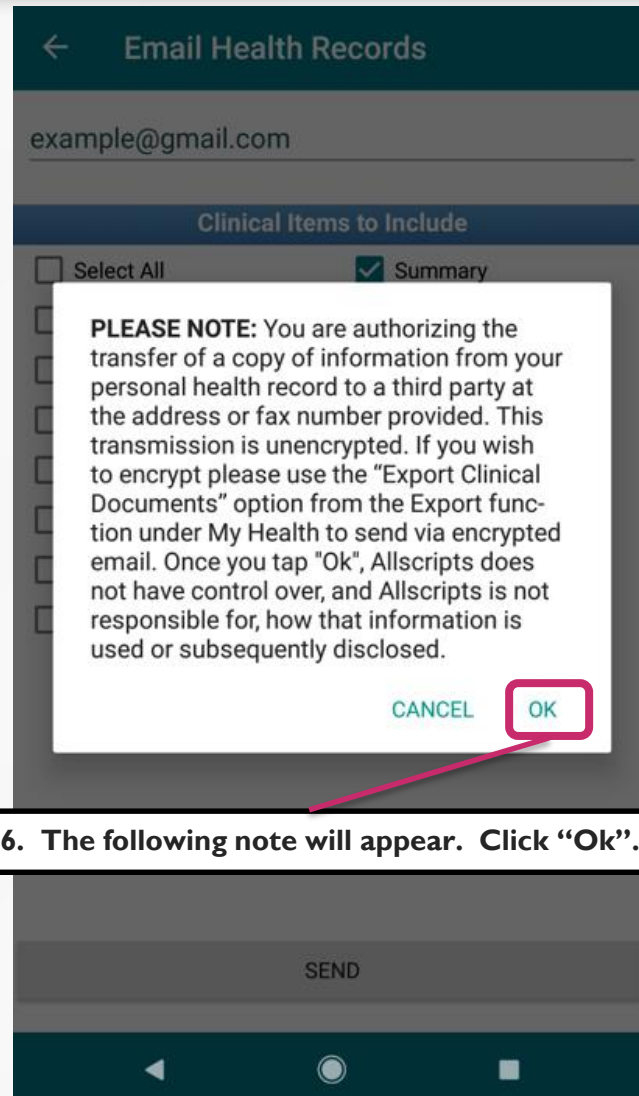 Email Health Records
example@gmail.com
Clinical Items to Include
Select All Summary
PLEASE NOTE: You are authorizing the
transfer of a copy of information from your
personal health record to a third party at
the address or fax number provided. This
transmission is unencrypted. If you wish
to encrypt please use the “Export Clinical
Documents” option from the Export func-
tion under My Health to send via encrypted
email. Once you tap "Ok", Allscripts does
not have control over, and Allscripts is not
responsible for, how that information is
used or subsequently disclosed.
CANCEL OK
6. The following note will appear. Click “Ok”.
SEND